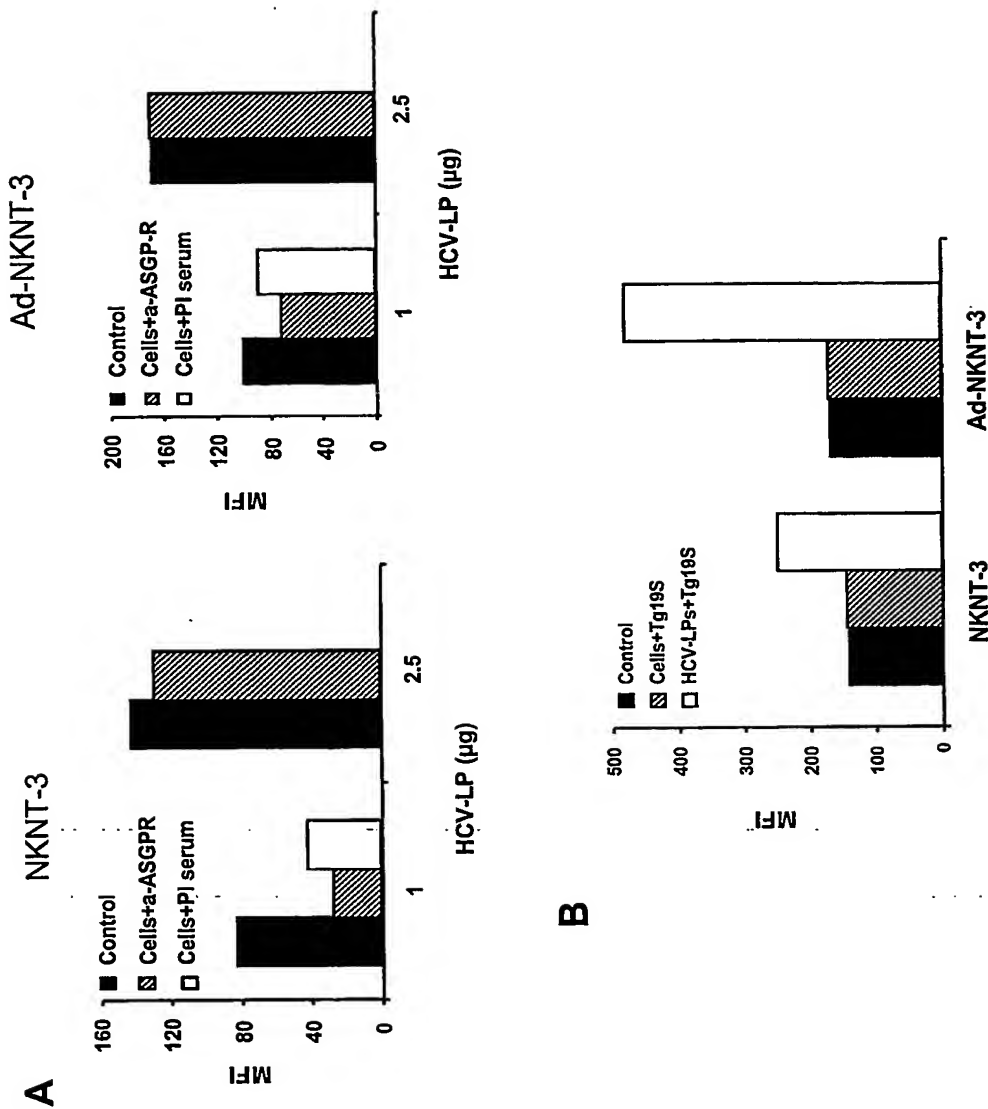 A
NKNT-3
160
120
80
40
0
MFI
Control
Cells+a-ASGPR
Cells+PI serum
1
2.5
HCV-LP (µg)
Ad-NKNT-3
200
160
120
80
40
0
MFI
Control
Cells+a-ASGP-R
Cells+PI serum
1
2.5
HCV-LP (µg)
B
500
400
300
200
100
0
MFI
Control
Cells+Tg19S
HCV-LPs+Tg19S
NKNT-3
Ad-NKNT-3